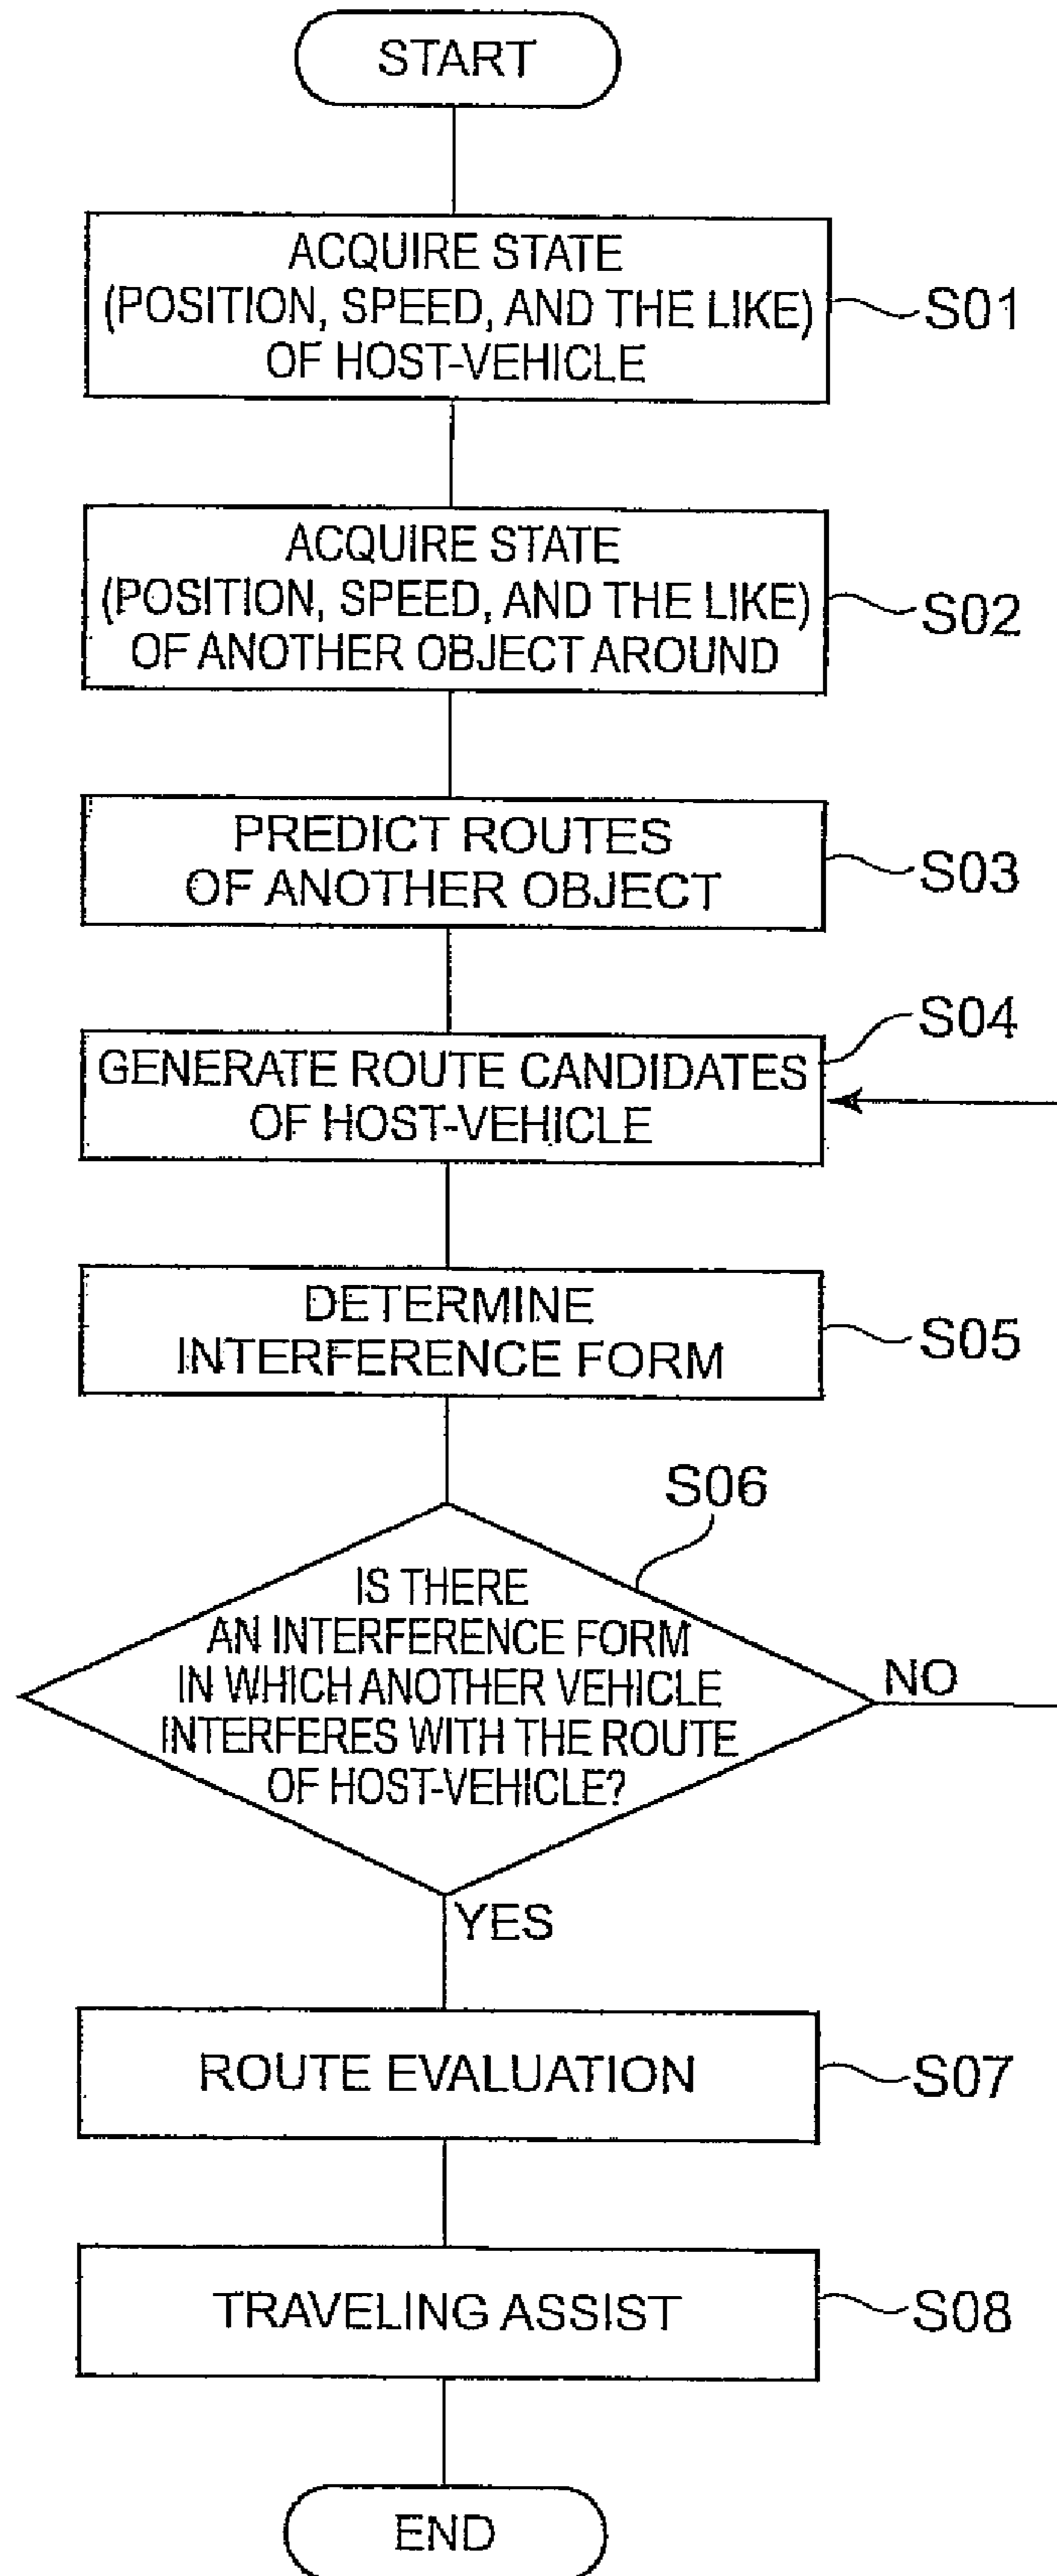 START
ACQUIRE STATE
(POSITION, SPEED, AND THE LIKE)
OF HOST-VEHICLE
S01
ACQUIRE STATE
(POSITION, SPEED, AND THE LIKE)
OF ANOTHER OBJECT AROUND
S02
PREDICT ROUTES
OF ANOTHER OBJECT
S03
S04
GENERATE ROUTE CANDIDATES
OF HOST-VEHICLE
DETERMINE
INTERFERENCE FORM
S05
S06
IS THERE
AN INTERFERENCE FORM
IN WHICH ANOTHER VEHICLE
INTERFERES WITH THE ROUTE
OF HOST-VEHICLE?
NO
YES
ROUTE EVALUATION
S07
TRAVELING ASSIST
S08
END